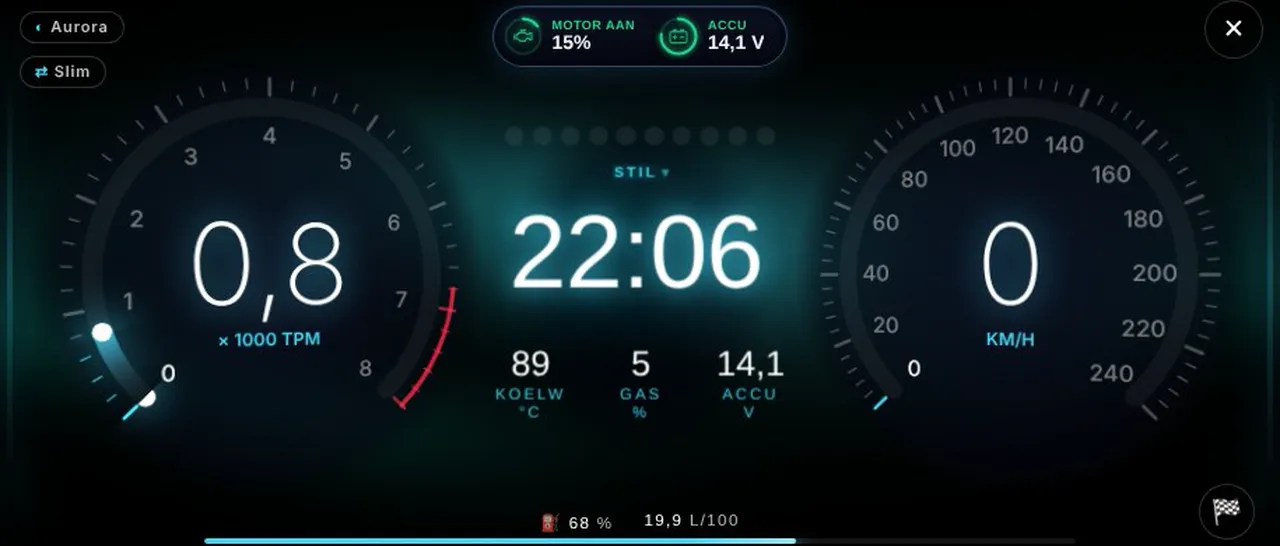 Aurora
Slim
MOTOR AAN
15%
ACCU
14,1 V
0
1
2
3
4
5
6
7
8
0,8
× 1000 TPM
STIL ▾
22:06
89
KOELW
°C
5
GAS
%
14,1
ACCU
V
0
20
40
60
80
100
120
140
160
180
200
220
240
0
KM/H
68 %
19,9 L/100